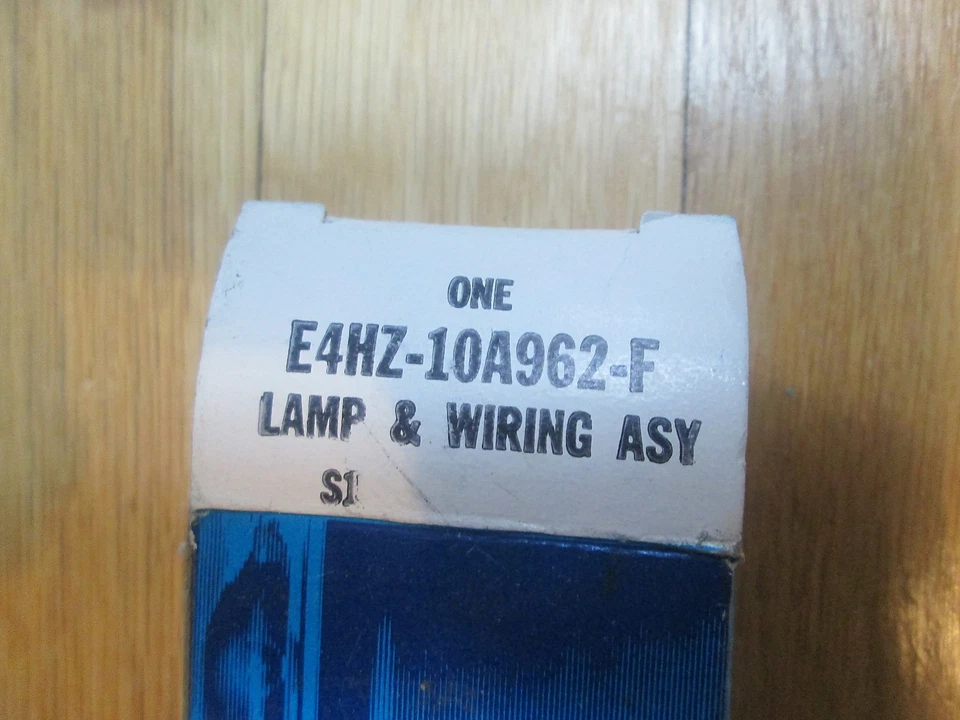 ONE
E4HZ-10A962-F
LAMP & WIRING ASY
S1